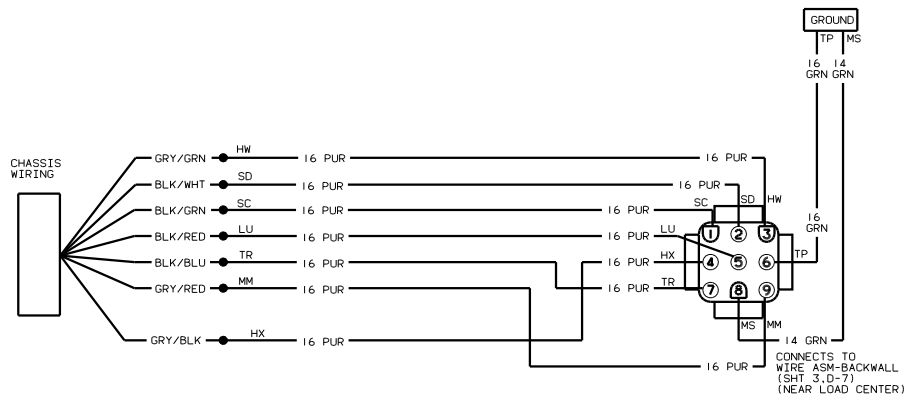 GROUND
TP MS
16 GRN 14 GRN
CHASSIS
WIRING
GRY/GRN HW 16 PUR 16 PUR
BLK/WHT SD 16 PUR 16 PUR
BLK/GRN SC 16 PUR 16 PUR SC SD HW
BLK/RED LU 16 PUR 16 PUR LU
BLK/BLU TR 16 PUR 16 PUR HX
GRY/RED MM 16 PUR 16 PUR TR
GRY/BLK HX 16 PUR
1 2 3
4 5 6 TP
7 8 9
16 GRN
MS MM
14 GRN
16 PUR
CONNECTS TO
WIRE ASM-BACKWALL
(SHT 3,D-7)
(NEAR LOAD CENTER)